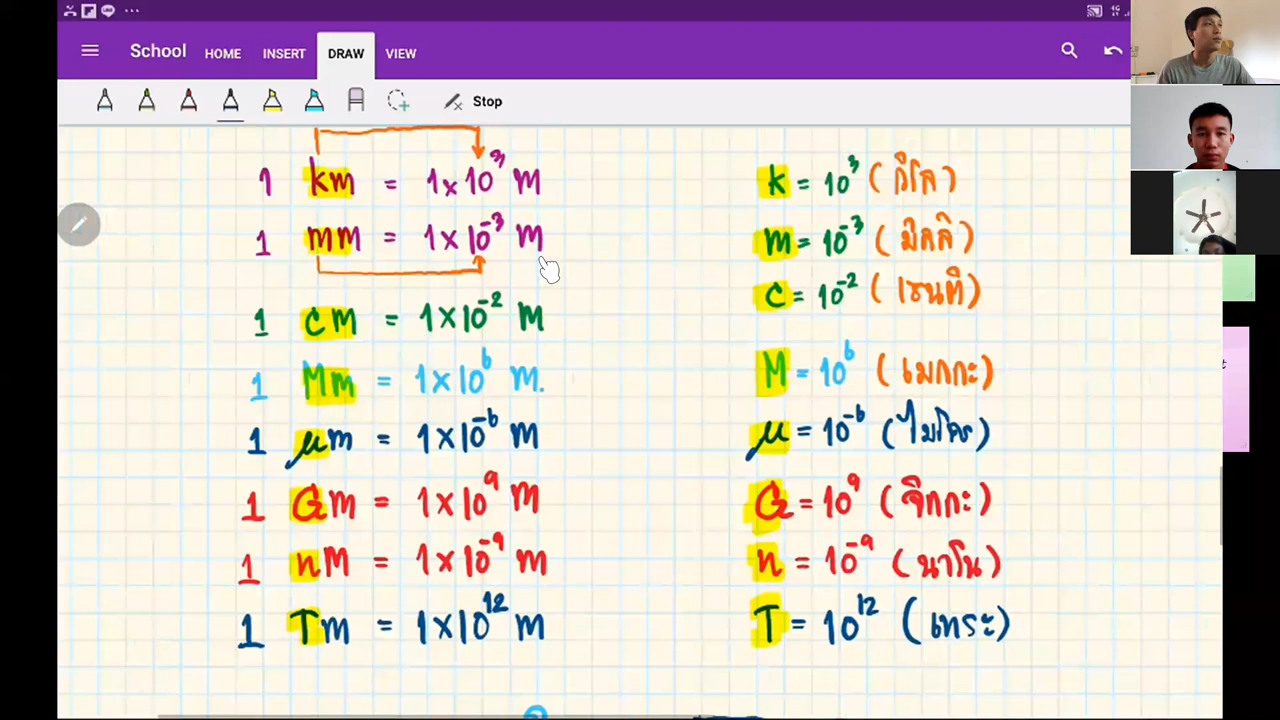 4G
School HOME INSERT DRAW VIEW
Stop
1 km = 1×10³ m
1 mm = 1×10⁻³ m
1 cm = 1×10⁻² m
1 Mm = 1×10⁶ m.
1 μm = 1×10⁻⁶ m
1 Gm = 1×10⁹ m
1 nm = 1×10⁻⁹ m
1 Tm = 1×10¹² m
k = 10³ (กิโล)
m = 10⁻³ (มิลลิ)
c = 10⁻² (เซนติ)
M = 10⁶ (เมกกะ)
μ = 10⁻⁶ (ไมโคร)
G = 10⁹ (จิกกะ)
n = 10⁻⁹ (นาโน)
T = 10¹² (เทระ)